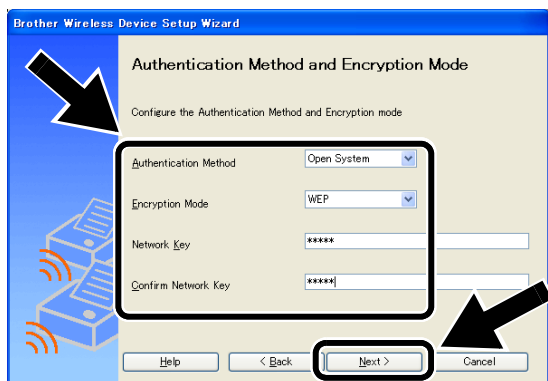 Brother Wireless Device Setup Wizard
Authentication Method and Encryption Mode
Configure the Authentication Method and Encryption mode
Authentication Method Open System
Encryption Mode WEP
Network Key *****
Confirm Network Key *****
Help < Back Next > Cancel